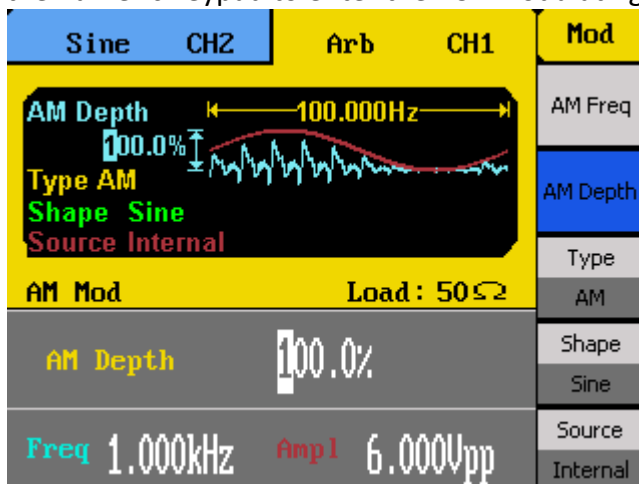 Sine CH2 Arb CH1 Mod
AM Depth 100.000Hz
100.0%
Type AM
Shape Sine
Source Internal
AM Mod Load: 50Ω
AM Depth 100.0%
Freq 1.000kHz Ampl 6.000Vpp
AM Freq
AM Depth
Type
AM
Shape
Sine
Source
Internal